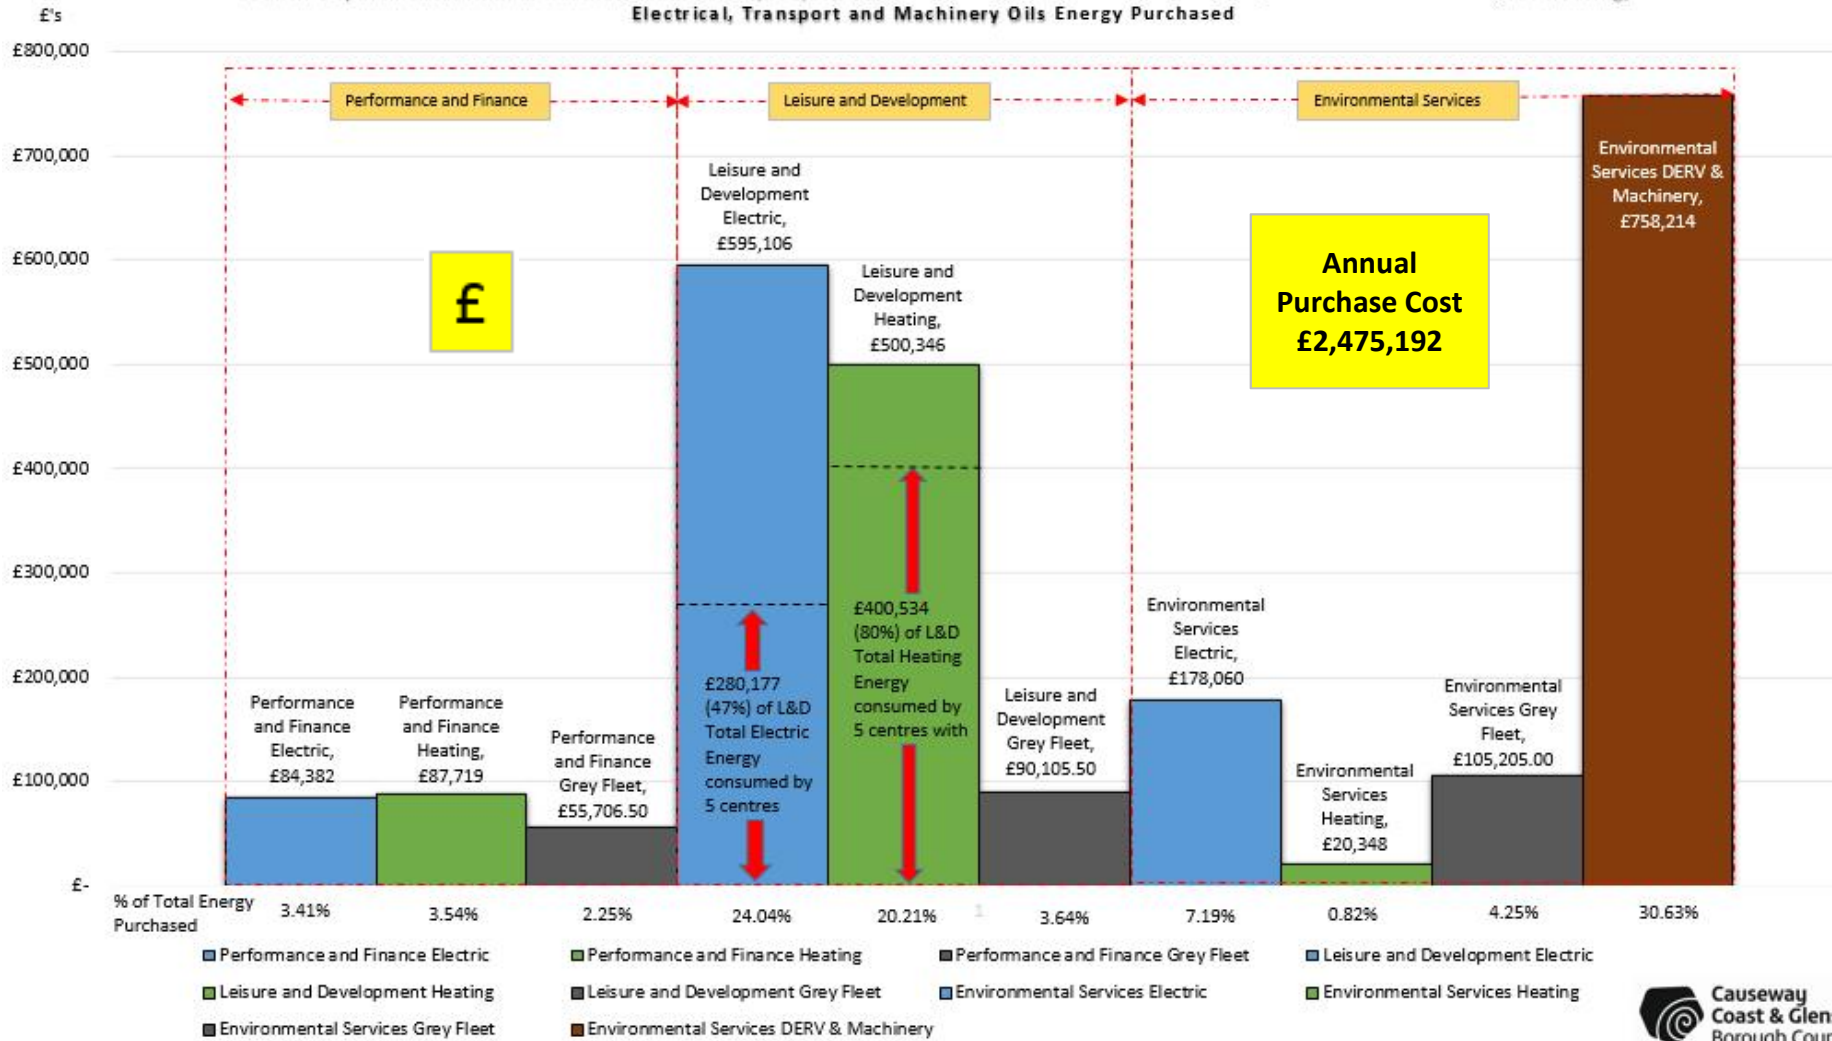 Electrical, Transport and Machinery Oils Energy Purchased
£'s
£800,000
£700,000
£600,000
£500,000
£400,000
£300,000
£200,000
£100,000
£-
Performance and Finance
Leisure and Development
Environmental Services
£
Annual
Purchase Cost
£2,475,192
Performance
and Finance
Electric,
£84,382
Performance
and Finance
Heating,
£87,719
Performance
and Finance
Grey Fleet,
£55,706.50
Leisure and
Development
Electric,
£595,106
£280,177
(47%) of L&D
Total Electric
Energy
consumed by
5 centres
Leisure and
Development
Heating,
£500,346
£400,534
(80%) of L&D
Total Heating
Energy
consumed by
5 centres with
Leisure and
Development
Grey Fleet,
£90,105.50
Environmental
Services
Electric,
£178,060
Environmental
Services
Heating,
£20,348
Environmental
Services Grey
Fleet,
£105,205.00
Environmental
Services DERV &
Machinery,
£758,214
% of Total Energy
Purchased
3.41% 3.54% 2.25% 24.04% 20.21% 1 3.64% 7.19% 0.82% 4.25% 30.63%
Performance and Finance Electric Performance and Finance Heating Performance and Finance Grey Fleet Leisure and Development Electric
Leisure and Development Heating Leisure and Development Grey Fleet Environmental Services Electric Environmental Services Heating
Environmental Services Grey Fleet Environmental Services DERV & Machinery
Causeway
Coast & Glens
Borough Coun